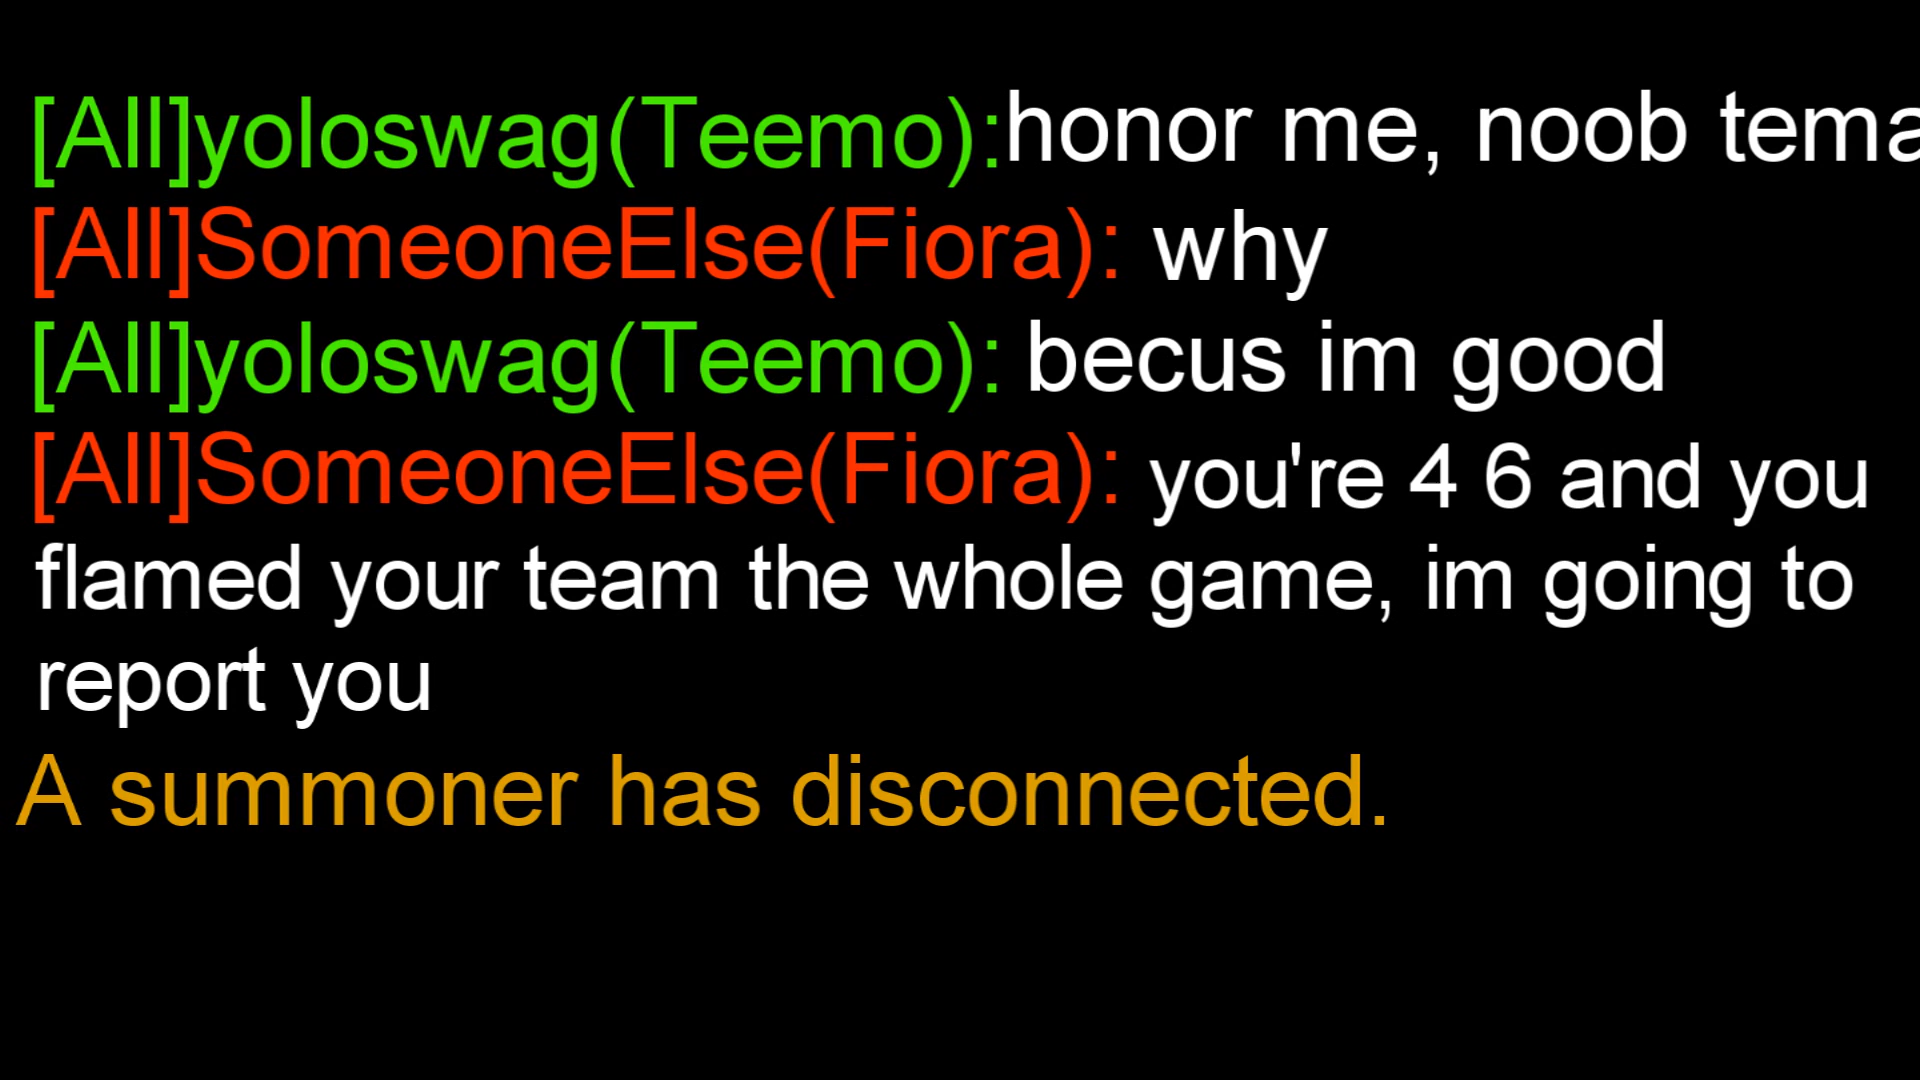 [All]yoloswag(Teemo):honor me, noob tema
[All]SomeoneElse(Fiora): why
[All]yoloswag(Teemo): becus im good
[All]SomeoneElse(Fiora): you're 4 6 and you
flamed your team the whole game, im going to
report you
A summoner has disconnected.